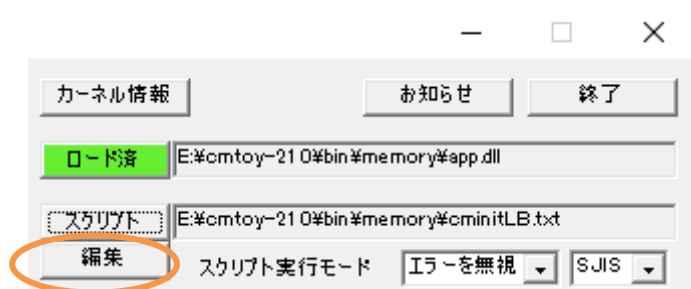 カーネル情報 お知らせ 終了
ロード済 E:¥cmtoy-210¥bin¥memory¥app.dll
スクリプト E:¥cmtoy-210¥bin¥memory¥cminitLB.txt
編集 スクリプト実行モード エラーを無視 SJIS